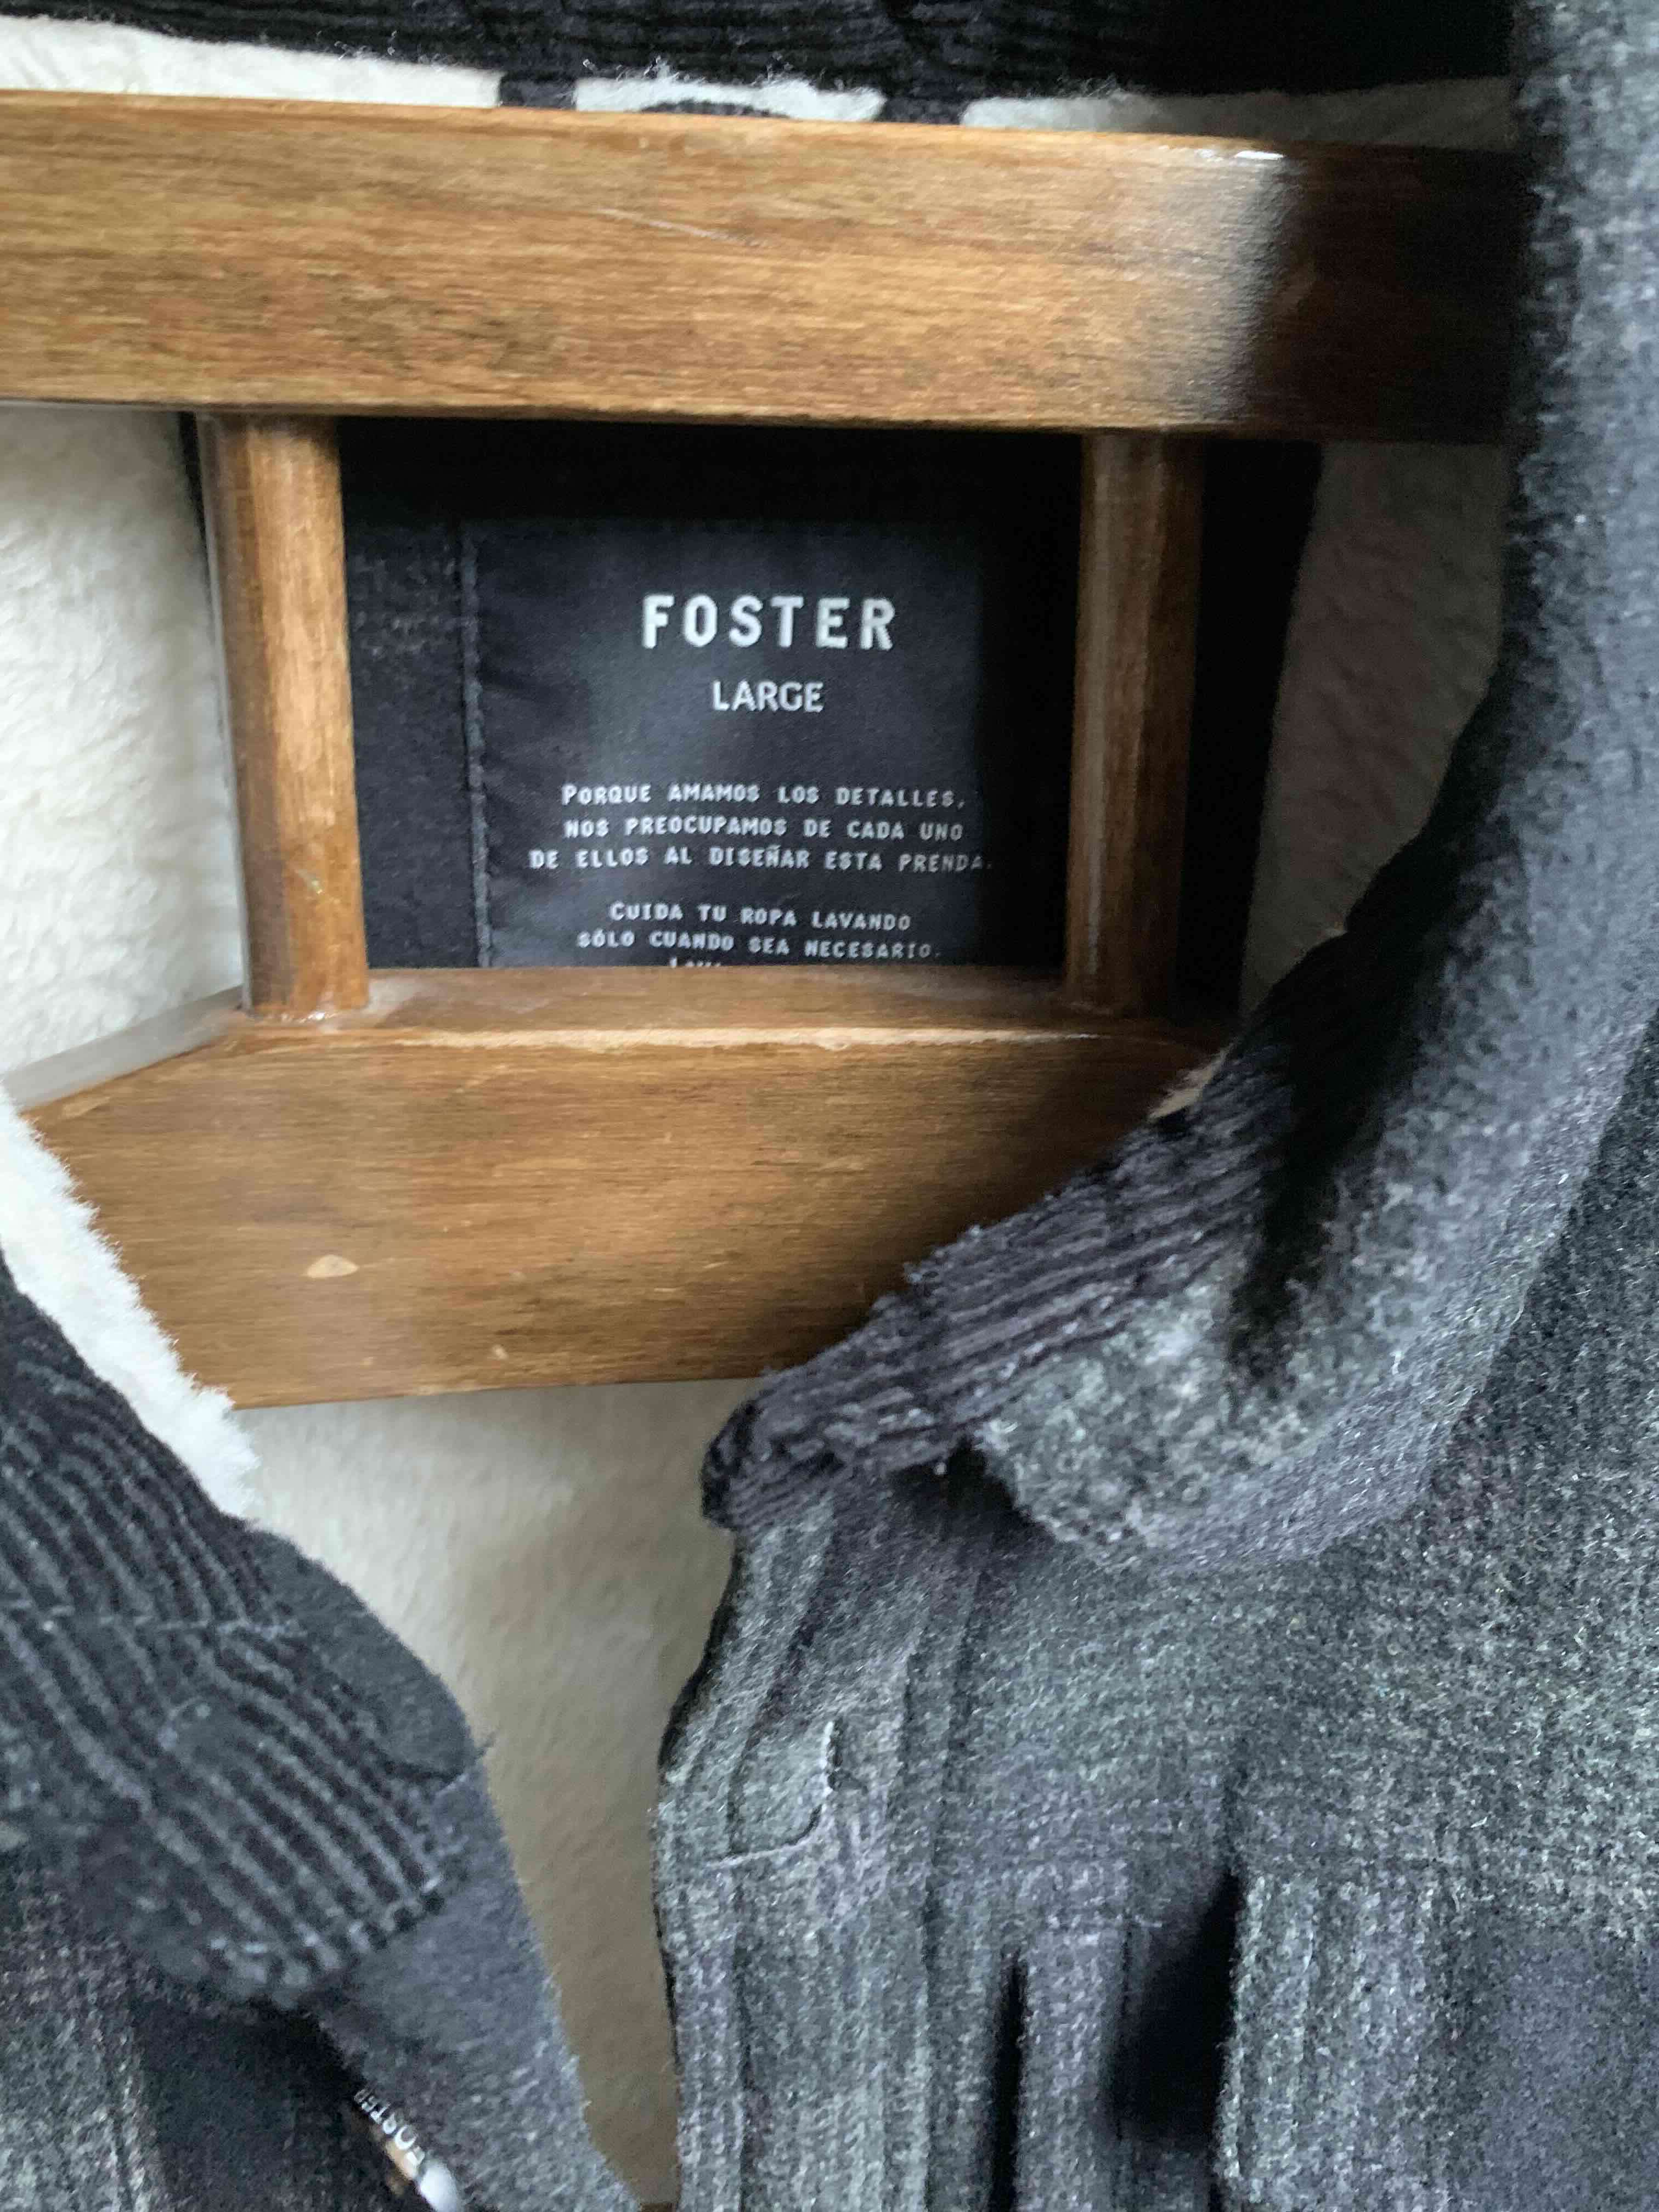 FOSTER
LARGE
PORQUE AMAMOS LOS DETALLES,
NOS PREOCUPAMOS DE CADA UNO
DE ELLOS AL DISEÑAR ESTA PRENDA.
CUIDA TU ROPA LAVANDO
SÓLO CUANDO SEA NECESARIO.
FOSTER